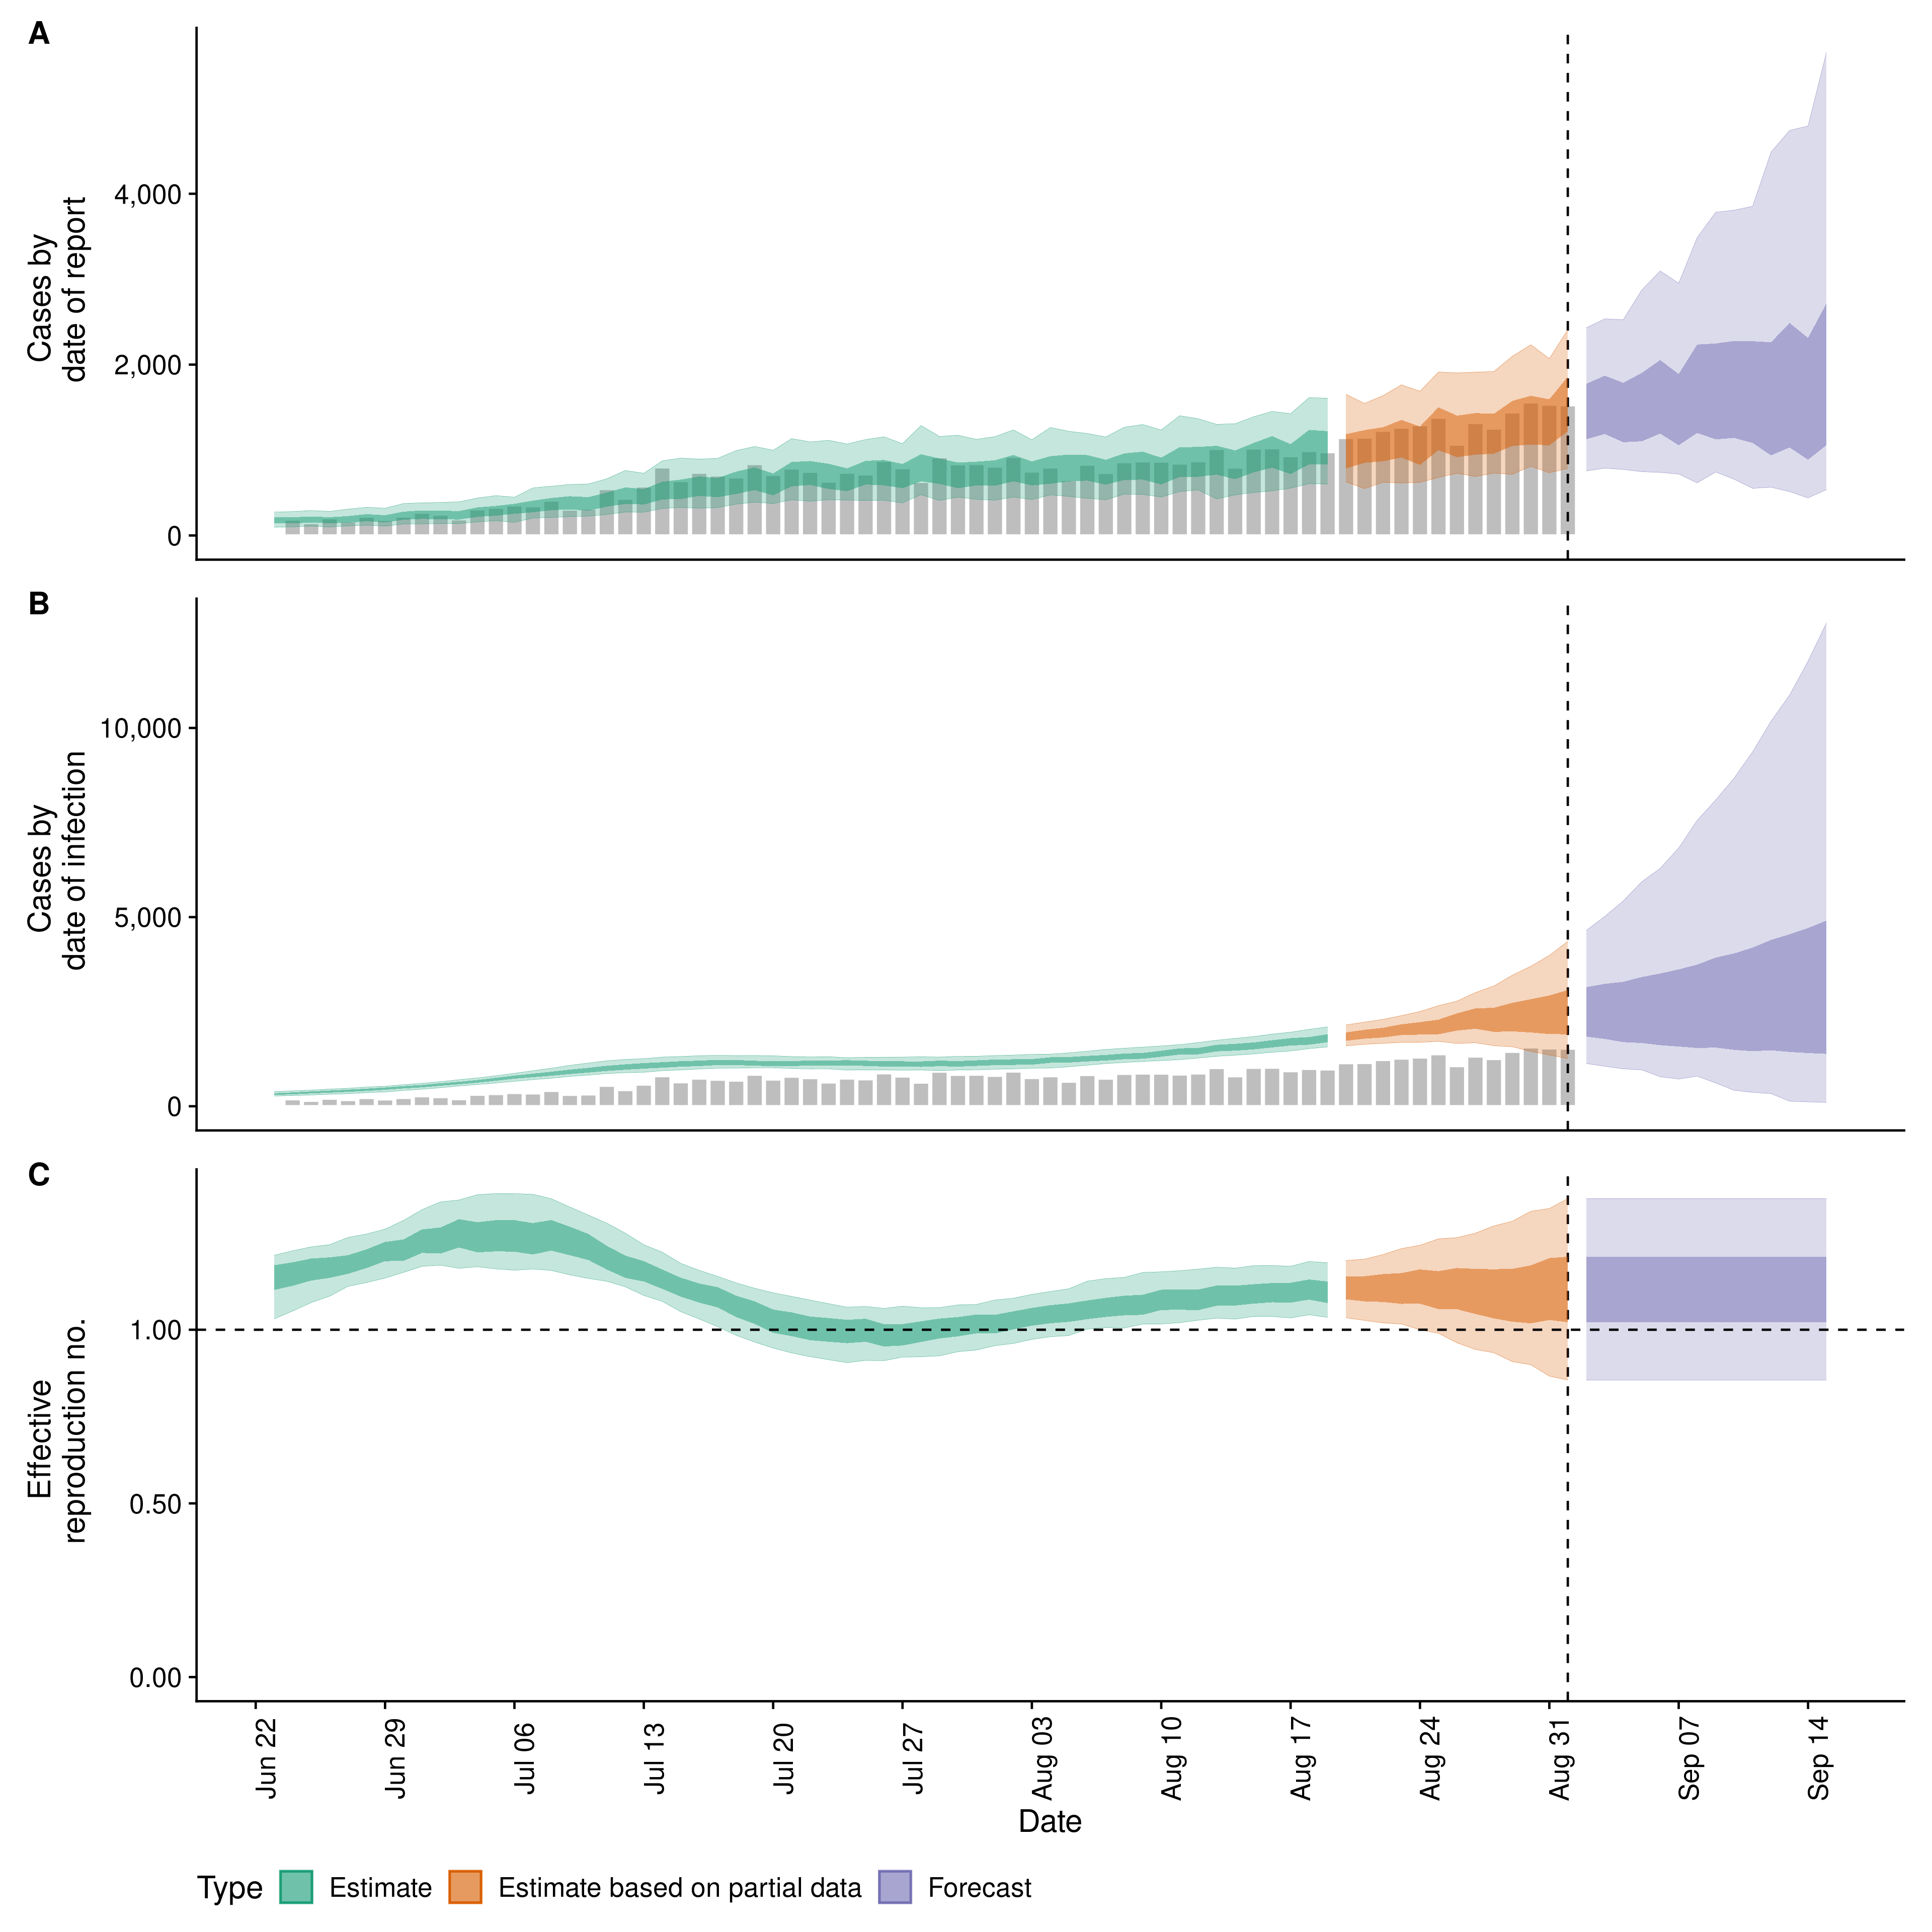 A
Cases by
date of report
4,000
2,000
0
B
Cases by
date of infection
10,000
5,000
0
C
Effective
reproduction no.
1.00
0.50
0.00
Jun 22
Jun 29
Jul 06
Jul 13
Jul 20
Jul 27
Aug 03
Aug 10
Aug 17
Aug 24
Aug 31
Sep 07
Sep 14
Date
Type Estimate Estimate based on partial data Forecast